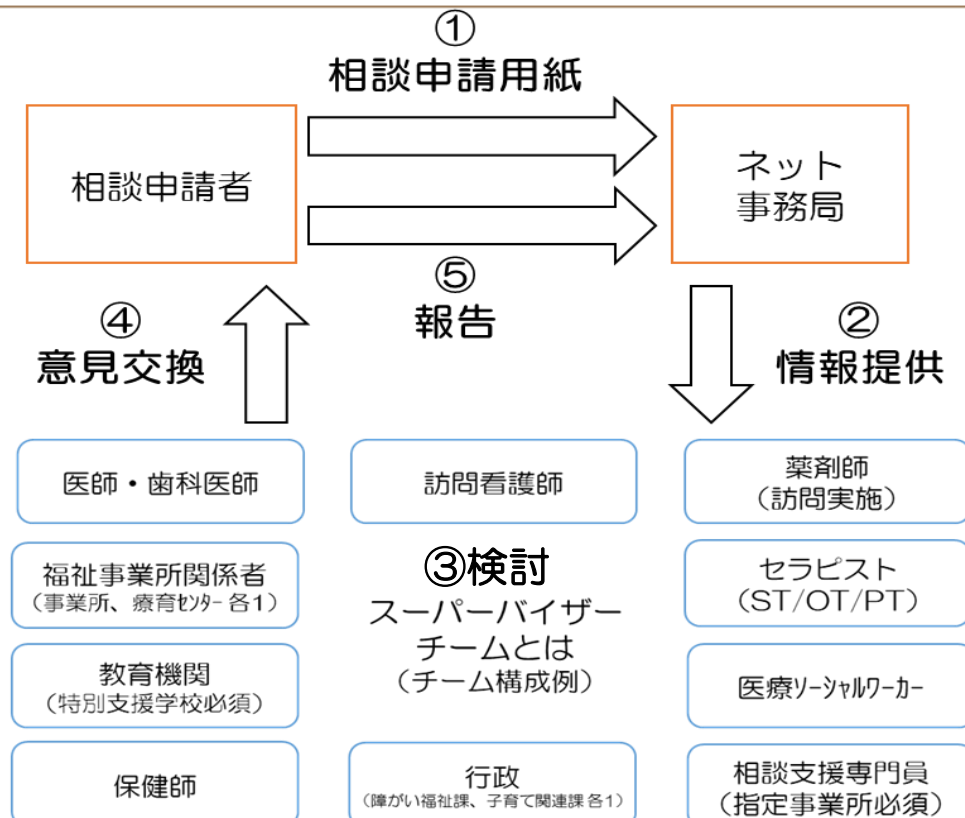 ①
相談申請用紙
相談申請者
ネット
事務局
⑤
報告
④
意見交換
②
情報提供
医師・歯科医師
訪問看護師
薬剤師
(訪問実施)
福祉事業所関係者
(事業所、療育ｾﾝﾀｰ各1)
③検討
スーパーバイザー
チームとは
(チーム構成例)
セラピスト
(ST/OT/PT)
教育機関
(特別支援学校必須)
医療ｿｰｼｬﾙﾜｰｶｰ
保健師
行政
(障がい福祉課、子育て関連課各1)
相談支援専門員
(指定事業所必須)